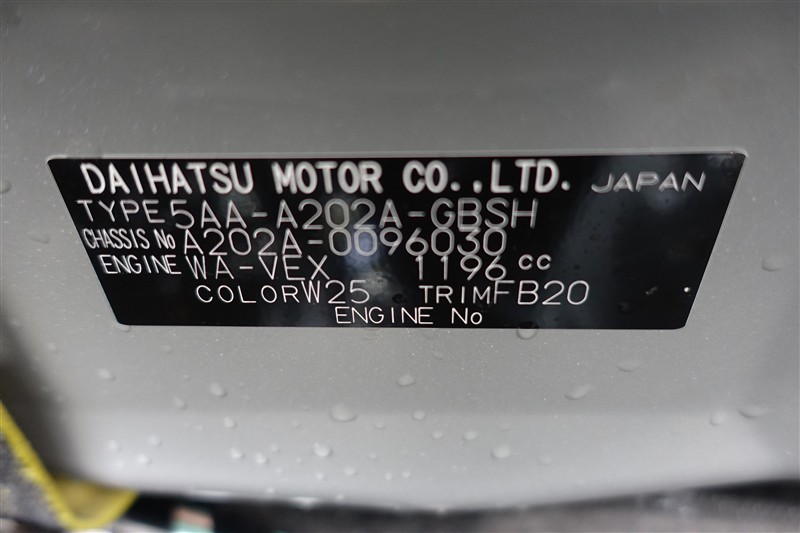 DAIHATSU MOTOR CO.,LTD. JAPAN
TYPE 5AA-A202A-GBSH
CHASSIS No A202A-0096030
ENGINE WA-VEX 1196 cc
COLOR W25 TRIM FB20
ENGINE No